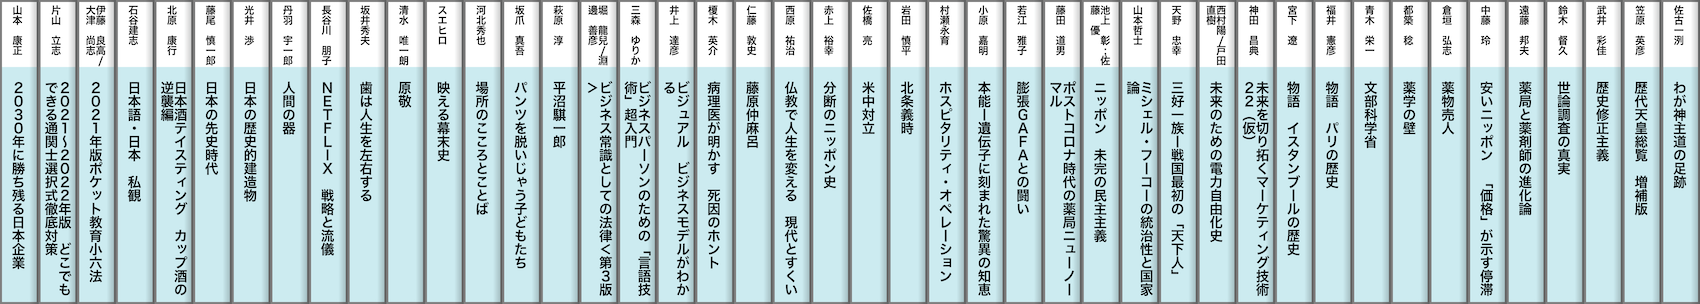 佐古一洌
わが神主道の足跡
笠原 英彦
歴代天皇総覧 増補版
武井 彩佳
歴史修正主義
鈴木 督久
世論調査の真実
遠藤 邦夫
薬局と薬剤師の進化論
中藤 玲
安いニッポン 「価格」が示す停滞
倉垣 弘志
薬物売人
都築 稔
薬学の壁
青木 栄一
文部科学省
福井 憲彦
物語 パリの歴史
宮下 遼
物語 イスタンブールの歴史
神田 昌典
未来を切り拓くマーケティング技術
22(仮)
西村陽/戸田
直樹
未来のための電力自由化史
天野 忠幸
三好一族ー戦国最初の「天下人」
山本哲士
ミシェル・フーコーの統治性と国家
論
池上 彰:佐
藤 優
ニッポン 未完の民主主義
藤田 道男
ポストコロナ時代の薬局ニューノー
マル
若江 雅子
膨張GAFAとの闘い
小原 嘉明
本能ー遺伝子に刻まれた驚異の知恵
村瀬永育
ホスピタリティ・オペレーション
岩田 慎平
北条義時
佐橋 亮
米中対立
赤上 裕幸
分断のニッポン史
西原 祐治
仏教で人生を変える 現代とすくい
仁藤 敦史
藤原仲麻呂
榎木 英介
病理医が明かす 死因のホント
井上 達彦
ビジュアル ビジネスモデルがわか
る
三森 ゆりか
ビジネスパーソンのための「言語技
術」超入門
堀 龍兒/淵
邊 善彦
ビジネス常識としての法律<第3版
>
萩原 淳
平沼騏一郎
坂爪 真吾
パンツを脱いじゃう子どもたち
河北秀也
場所のこころとことば
スエヒロ
映える幕末史
清水 唯一朗
原敬
坂井秀夫
歯は人生を左右する
長谷川 朋子
NETFLIX 戦略と流儀
丹羽 宇一郎
人間の器
光井 渉
日本の歴史的建造物
藤尾 慎一郎
日本の先史時代
北原 康行
日本酒テイスティング カップ酒の
逆襲編
石谷建志
日本語・日本 私観
伊藤 良高/
大津 尚志
2021年版ポケット教育小六法
片山 立志
2021〜2022年版 どこでも
できる通関士選択式徹底対策
山本 康正
2030年に勝ち残る日本企業